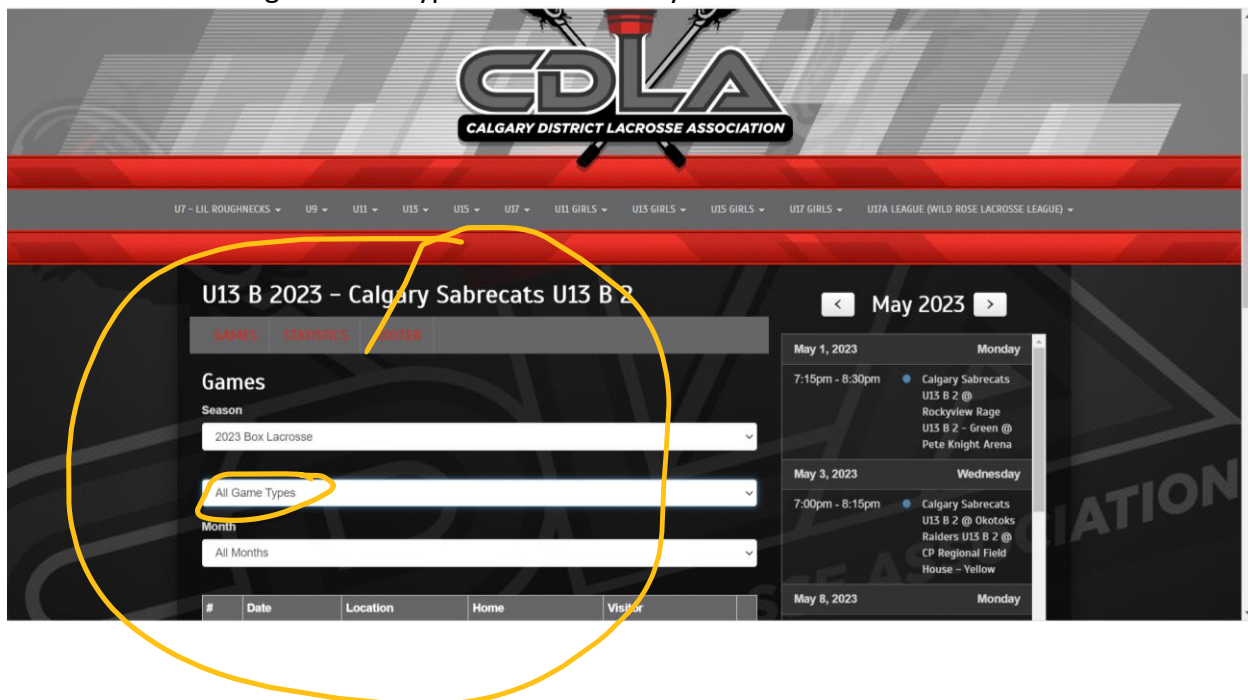 CDLA
CALGARY DISTRICT LACROSSE ASSOCIATION
U7 - LIL ROUGHNECKS U9 U11 U13 U15 U17 U11 GIRLS U13 GIRLS U15 GIRLS U17 GIRLS U17A LEAGUE (WILD ROSE LACROSSE LEAGUE)
U13 B 2023 – Calgary Sabrecats U13 B 2
GAMES STATISTICS ROSTER
Games
Season
2023 Box Lacrosse
All Game Types
Month
All Months
# Date Location Home Visitor
< May 2023 >
May 1, 2023 Monday
7:15pm - 8:30pm Calgary Sabrecats
U13 B 2 @
Rockyview Rage
U13 B 2 – Green @
Pete Knight Arena
May 3, 2023 Wednesday
7:00pm - 8:15pm Calgary Sabrecats
U13 B 2 @ Okotoks
Raiders U13 B 2 @
CP Regional Field
House – Yellow
May 8, 2023 Monday